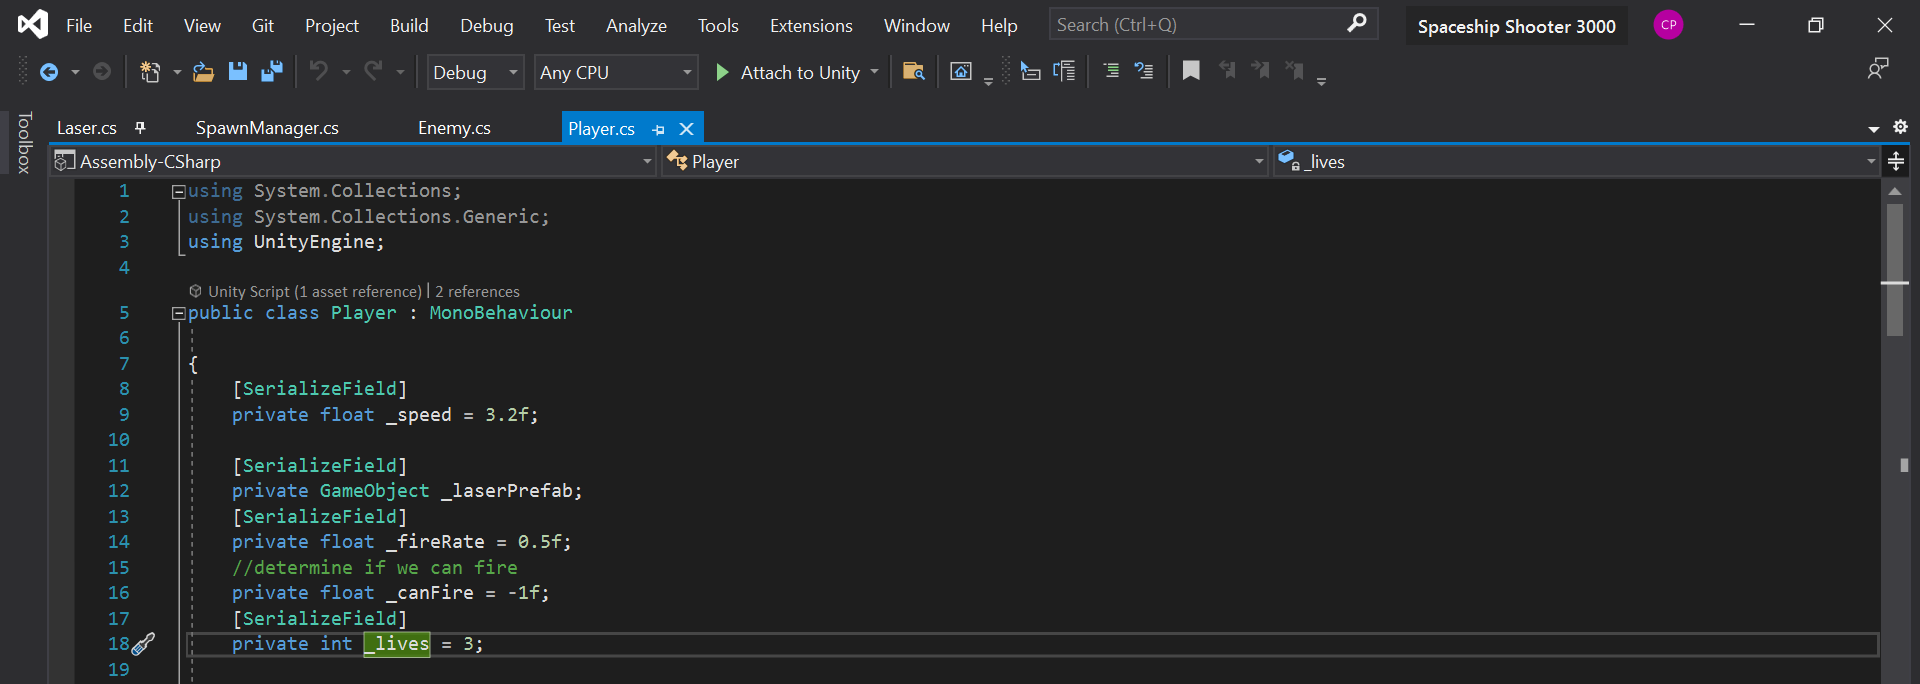 File Edit View Git Project Build Debug Test Analyze Tools Extensions Window Help Search (Ctrl+Q) Spaceship Shooter 3000 CP
Debug Any CPU Attach to Unity
Toolbox
Laser.cs SpawnManager.cs Enemy.cs Player.cs
Assembly-CSharp Player _lives
1 using System.Collections;
2 using System.Collections.Generic;
3 using UnityEngine;
4
Unity Script (1 asset reference) | 2 references
5 public class Player : MonoBehaviour
6
7 {
8 [SerializeField]
9 private float _speed = 3.2f;
10
11 [SerializeField]
12 private GameObject _laserPrefab;
13 [SerializeField]
14 private float _fireRate = 0.5f;
15 //determine if we can fire
16 private float _canFire = -1f;
17 [SerializeField]
18 private int _lives = 3;
19